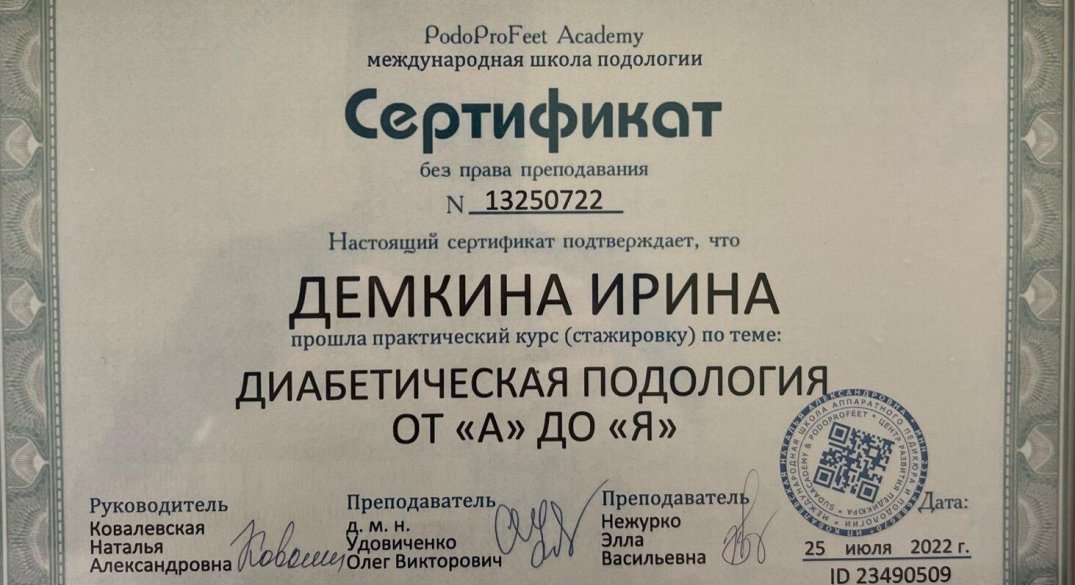 PodoProFeet Academy
международная школа подологии
Сертификат
без права преподавания
N 13250722
Настоящий сертификат подтверждает, что
ДЕМКИНА ИРИНА
прошла практический курс (стажировку) по теме:
ДИАБЕТИЧЕСКАЯ ПОДОЛОГИЯ
ОТ «А» ДО «Я»
Руководитель
Ковалевская
Наталья
Александровна
Преподаватель
д. м. н.
Удовиченко
Олег Викторович
Преподаватель
Нежурко
Элла
Васильевна
Дата:
25 июля 2022 г.
ID 23490509